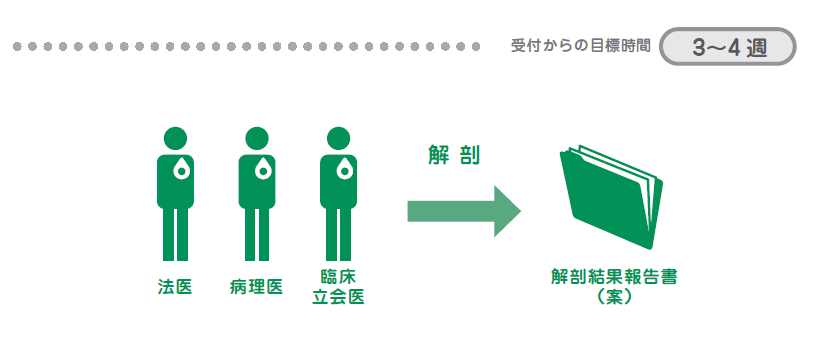 受付からの目標時間
3〜4 週
解 剖
法医
病理医
臨床
立会医
解剖結果報告書
（案）